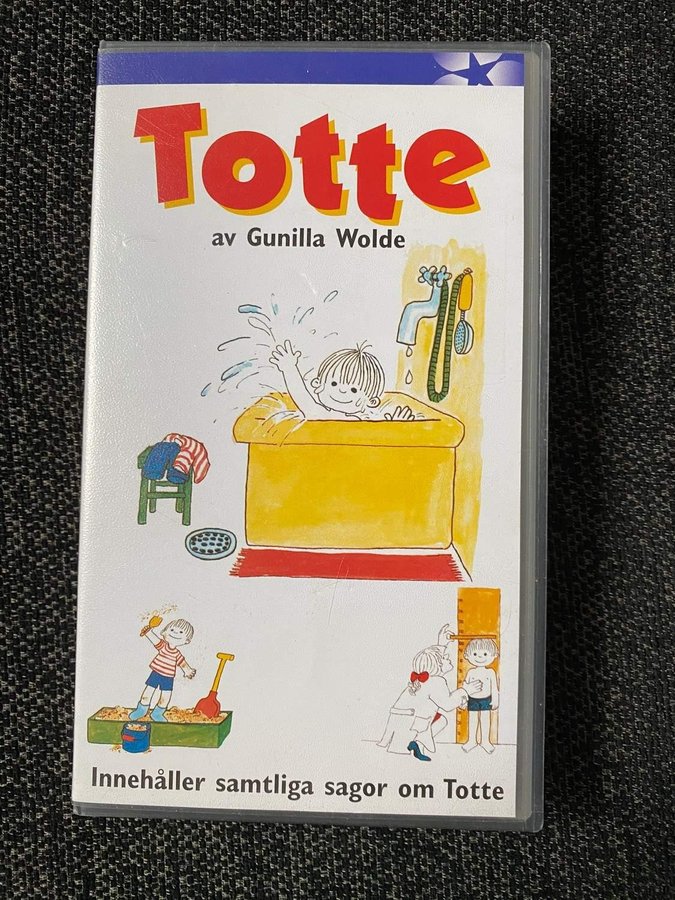 Totte
av Gunilla Wolde
Innehåller samtliga sagor om Totte